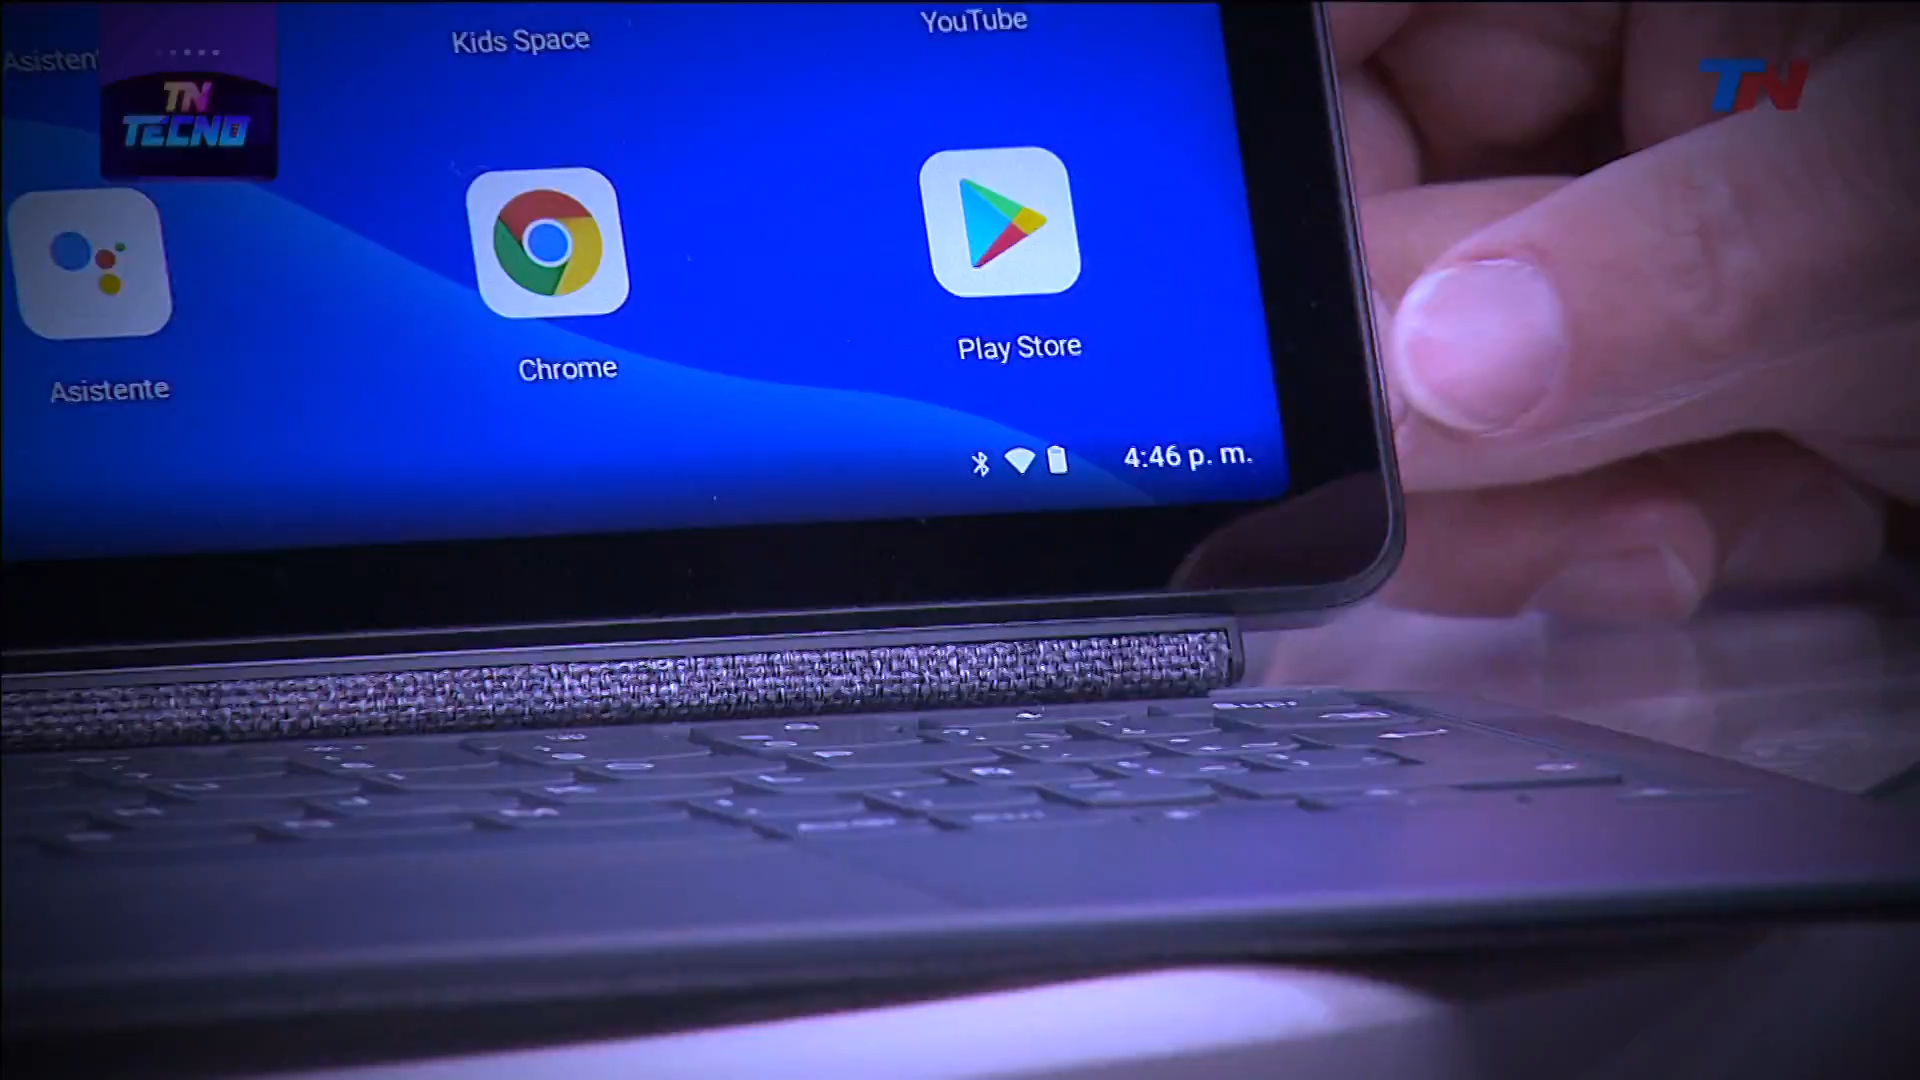 Kids Space
YouTube
Asisten
TN
TECNO
TN
Asistente
Chrome
Play Store
4:46 p. m.